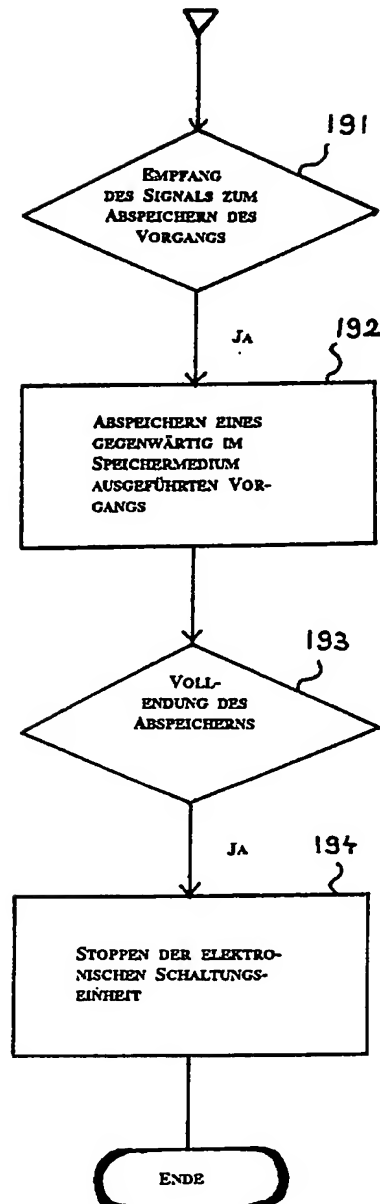 191
EMPFANG
DES SIGNALS ZUM
ABSPEICHERN DES
VORGANGS
JA
192
ABSPEICHERN EINES
GEGENWÄRTIG IM
SPEICHERMEDIUM
AUSGEFÜHRTEN VOR-
GANGS
193
VOLL-
ENDUNG DES
ABSPEICHERNS
JA
194
STOPPEN DER ELEKTRO-
NISCHEN SCHALTUNGS-
EINHEIT
ENDE